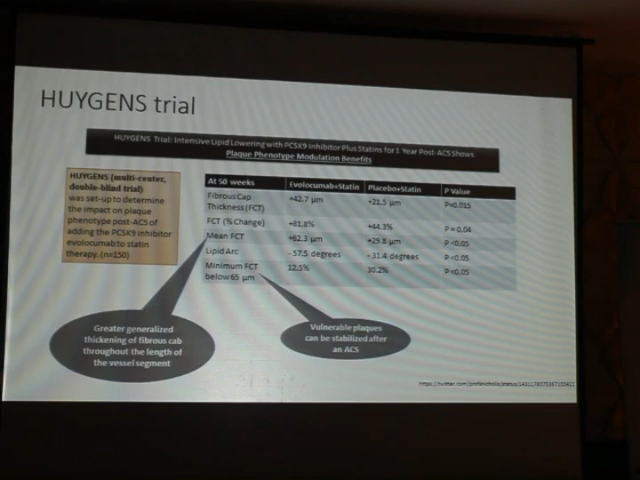 HUYGENS trial
HUYGENS Trial: Intensive Lipid Lowering with PCSK9 Inhibitor Plus Statins for 1 Year Post-ACS Shows
Plaque Phenotype Modulation Benefits
HUYGENS (multi-center,
double-blind trial)
was set-up to determine
the impact on plaque
phenotype post-ACS of
adding the PCSK9 inhibitor
evolocumab to statin
therapy. (n=150)
At 50 weeks Evolocumab+Statin Placebo+Statin P Value
Fibrous Cap +42.7 μm +21.5 μm P=0.015
Thickness (FCT)
FCT (% Change) +81.8% +44.3% P = 0.04
Mean FCT +62.3 μm +29.8 μm P <0.05
Lipid Arc - 57.5 degrees - 31.4 degrees P <0.05
Minimum FCT 12.5% 30.2% P <0.05
below 65 μm
Greater generalized
thickening of fibrous cab
throughout the length of
the vessel segment
Vulnerable plaques
can be stabilized after
an ACS